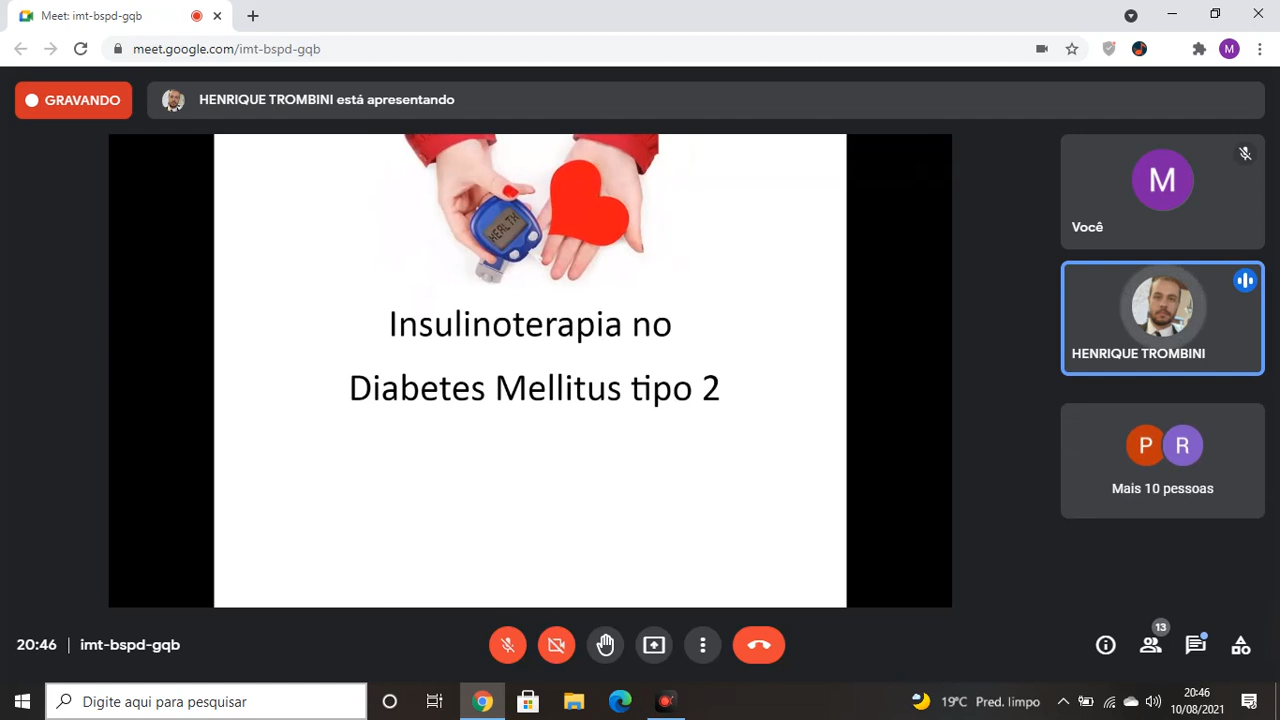 Meet: imt-bspd-gqb
meet.google.com/imt-bspd-gqb
M
GRAVANDO
HENRIQUE TROMBINI está apresentando
HEALTH
Insulinoterapia no
Diabetes Mellitus tipo 2
M
Você
HENRIQUE TROMBINI
P R
Mais 10 pessoas
20:46 | imt-bspd-gqb
13
Digite aqui para pesquisar
19°C Pred. limpo
20:46
10/08/2021